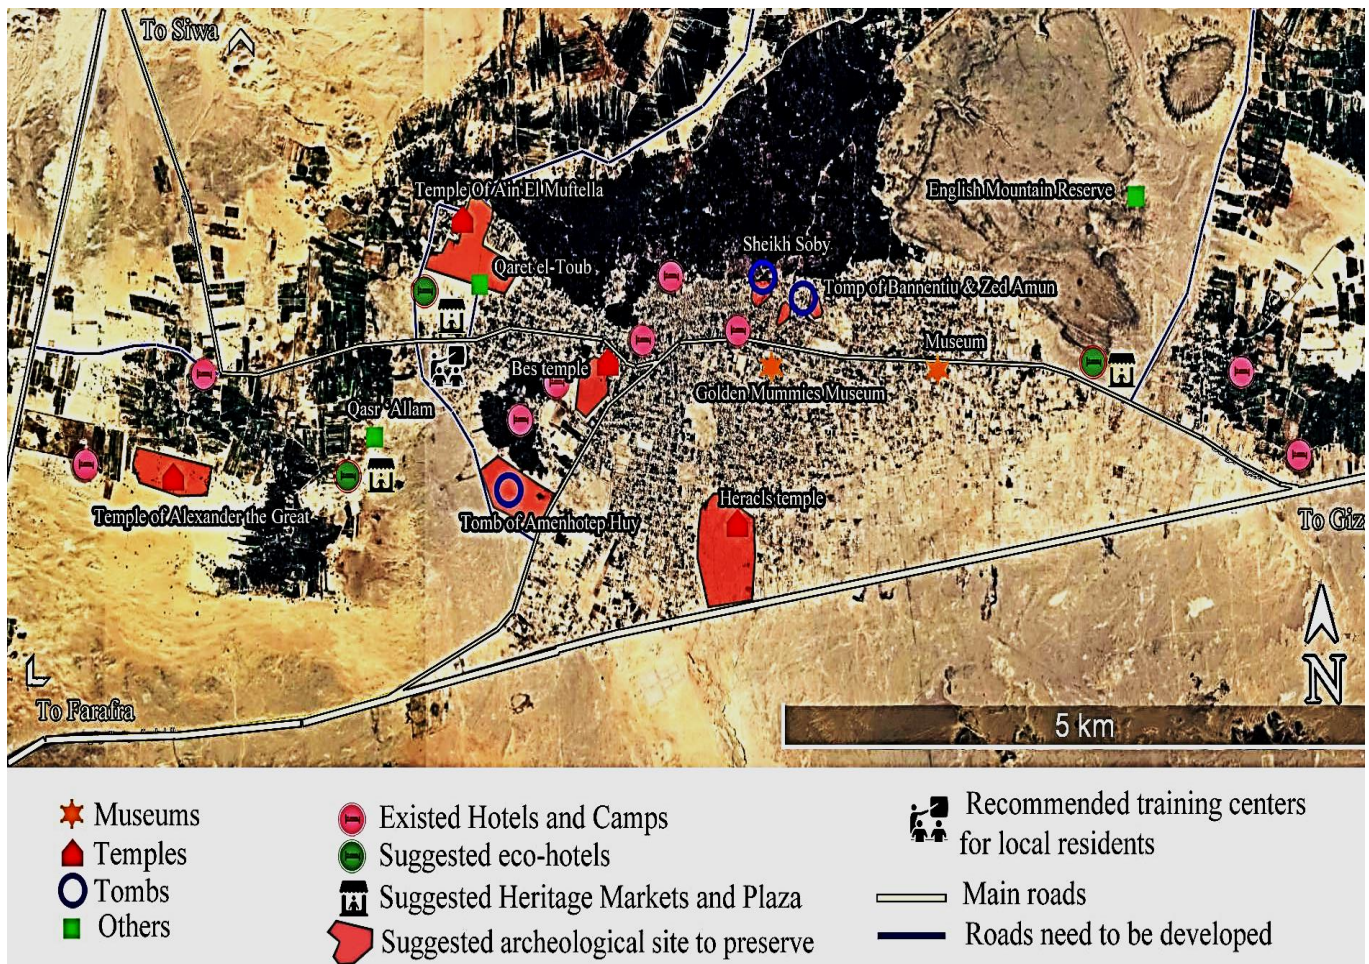 To Siwa
Temple Of Ain El Muftella
English Mountain Reserve
Sheikh Soby
Qaret el-Toub
Tomp of Bannentiu & Zed Amun
Museum
Bes temple
Golden Mummies Museum
Qasr 'Allam
Heracls temple
Temple of Alexander the Great
Tomb of Amenhotep Huy
To Giz
To Farafra
N
5 km
Museums
Temples
Tombs
Others
Existed Hotels and Camps
Suggested eco-hotels
Suggested Heritage Markets and Plaza
Suggested archeological site to preserve
Recommended training centers
for local residents
Main roads
Roads need to be developed